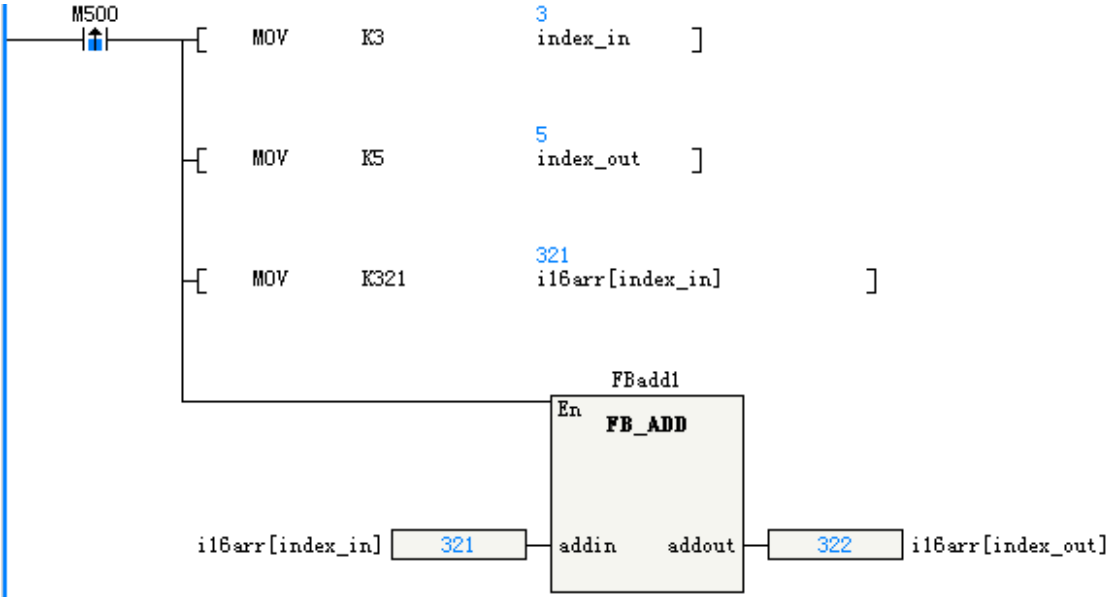 M500
3
[ MOV K3 index_in ]
5
[ MOV K5 index_out ]
321
[ MOV K321 i16arr[index_in] ]
FBadd1
En
FB_ADD
i16arr[index_in] 321 addin addout 322 i16arr[index_out]